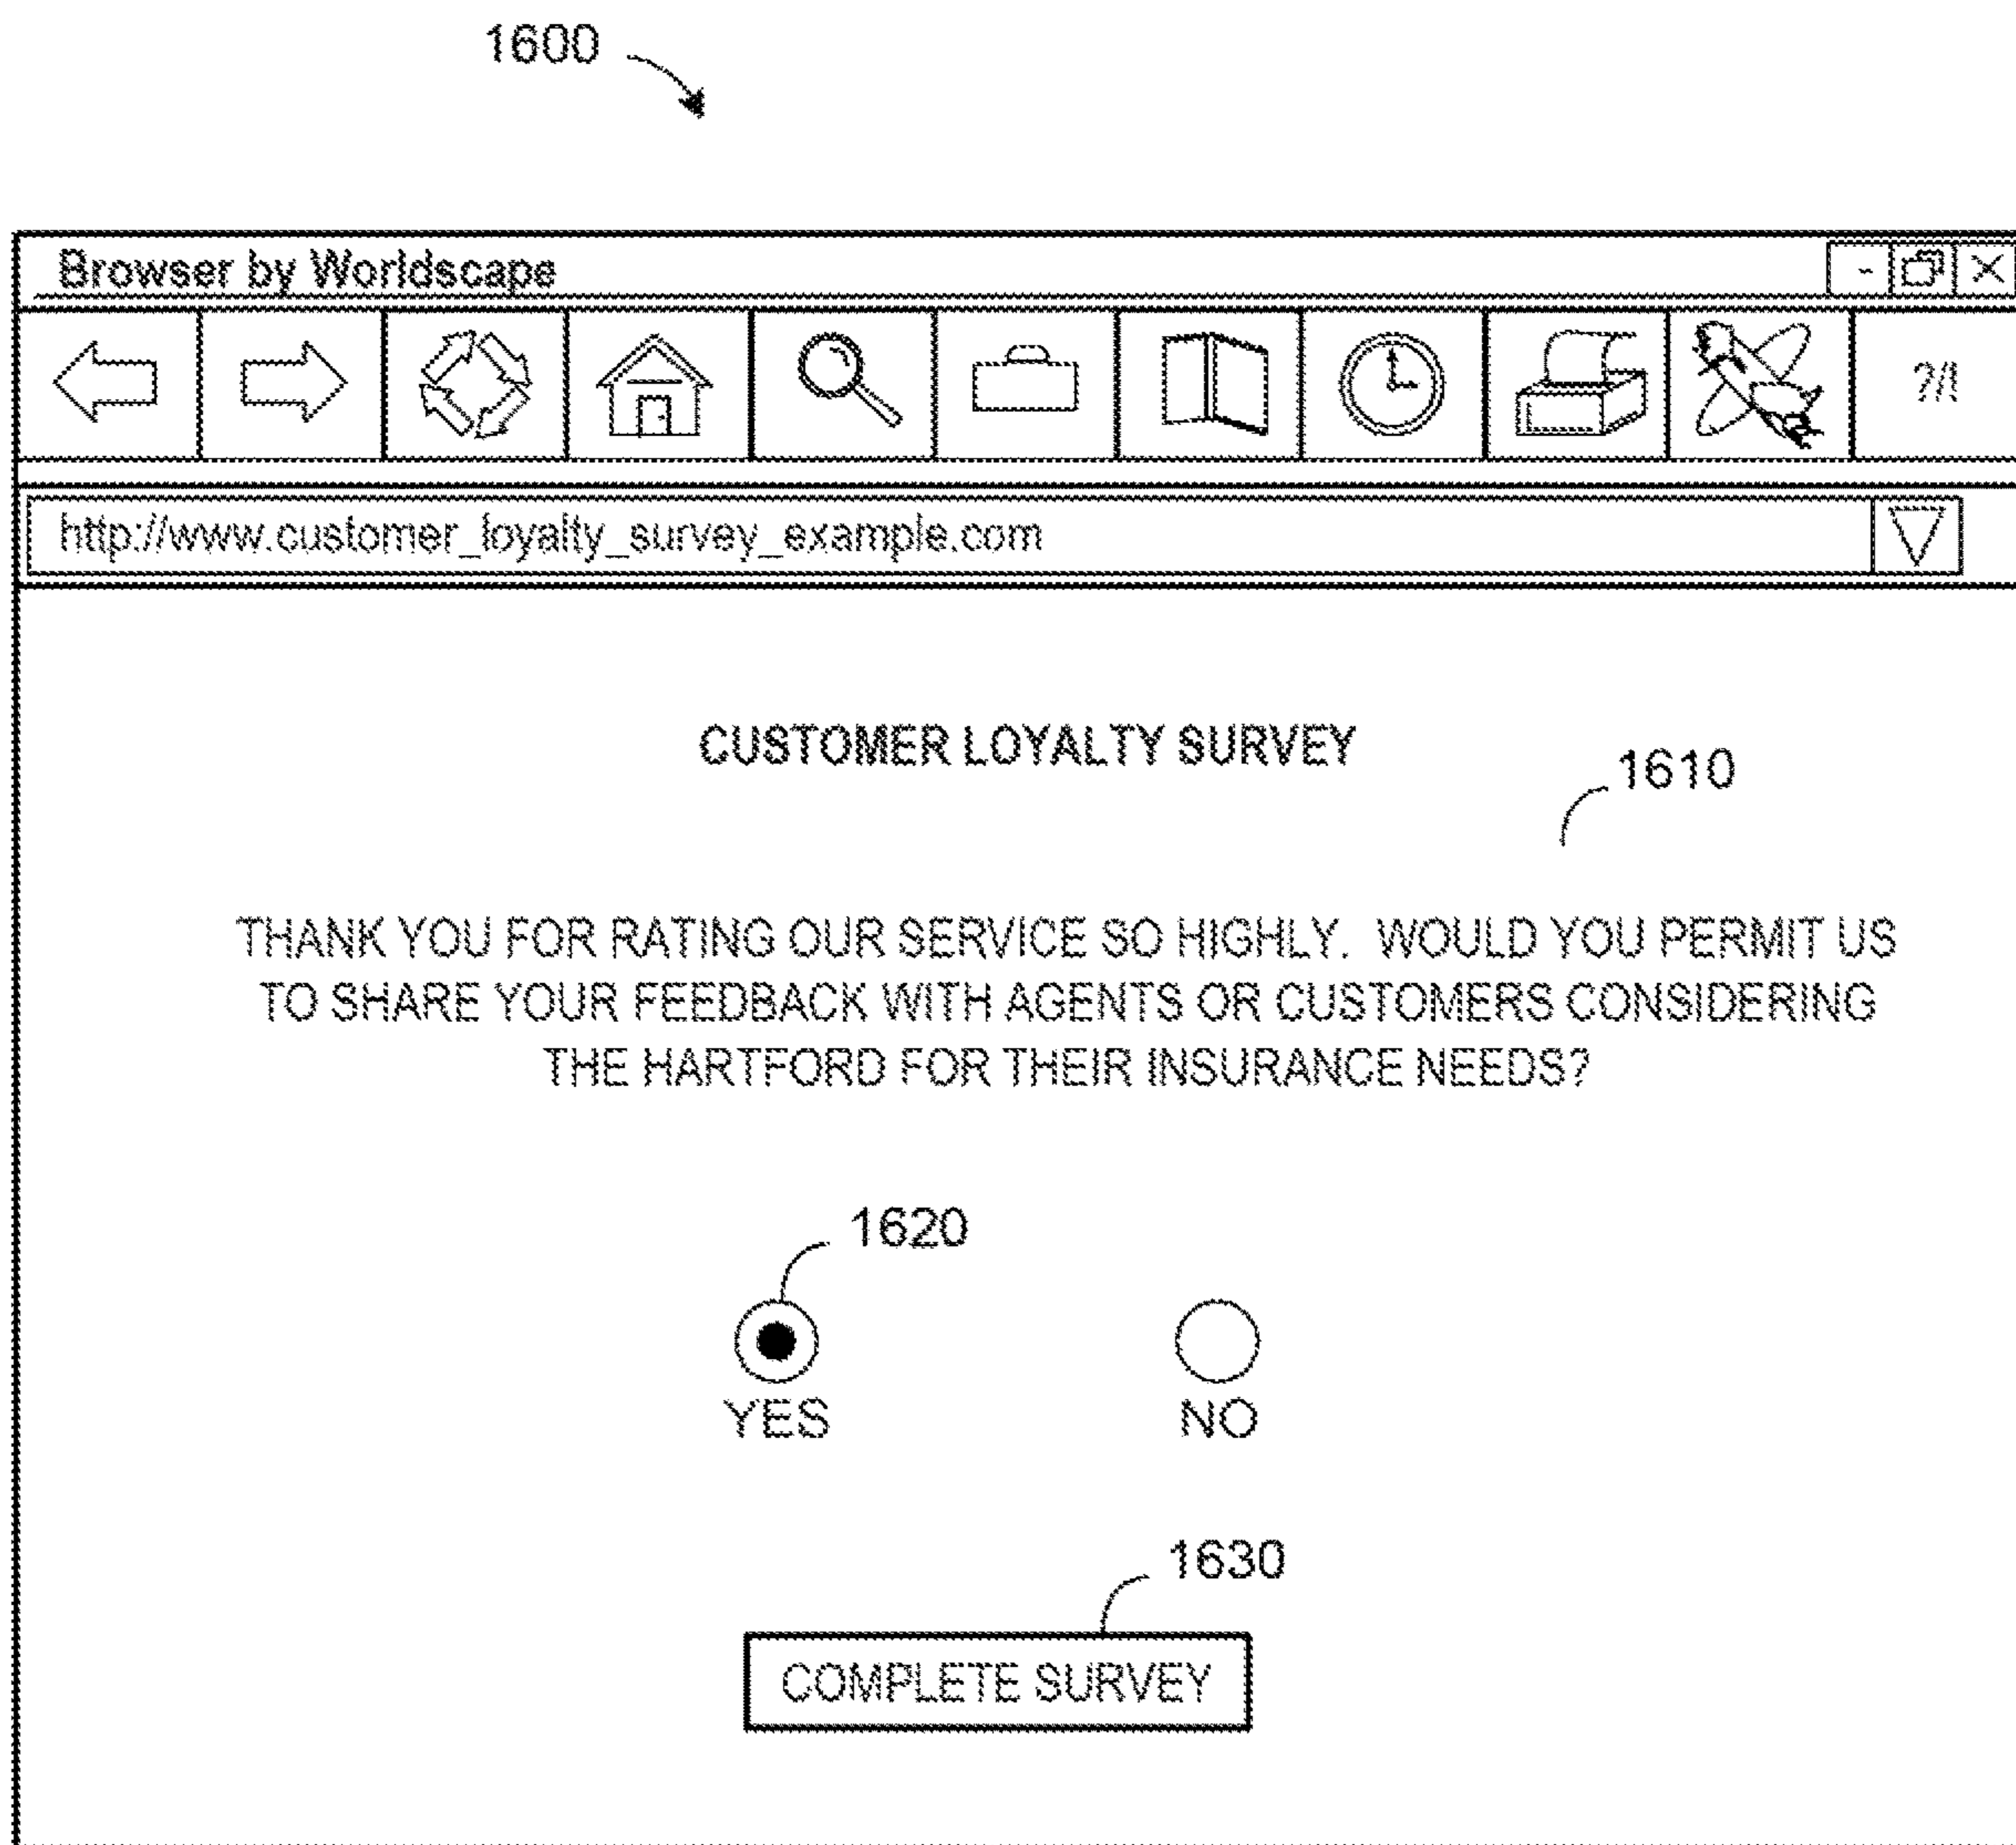 1600
Browser by Worldscape
?/!
http://www.customer_loyalty_survey_example.com
CUSTOMER LOYALTY SURVEY
1610
THANK YOU FOR RATING OUR SERVICE SO HIGHLY. WOULD YOU PERMIT US
TO SHARE YOUR FEEDBACK WITH AGENTS OR CUSTOMERS CONSIDERING
THE HARTFORD FOR THEIR INSURANCE NEEDS?
1620
YES NO
1630
COMPLETE SURVEY